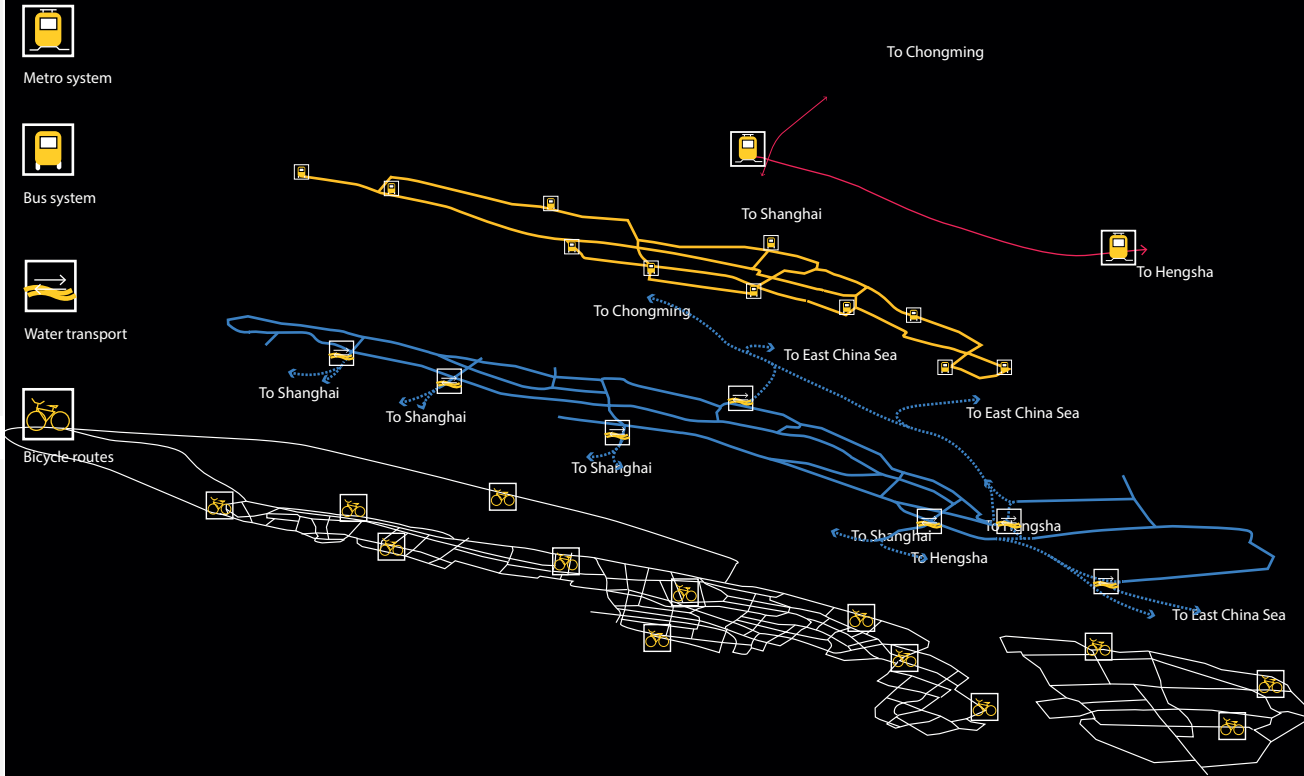 Metro system
Bus system
Water transport
Bicycle routes
To Chongming
To Shanghai
To Hengsha
To Chongming
To East China Sea
To East China Sea
To Shanghai
To Shanghai
To Shanghai
To Shanghai
To Hengsha
To Hengsha
To East China Sea